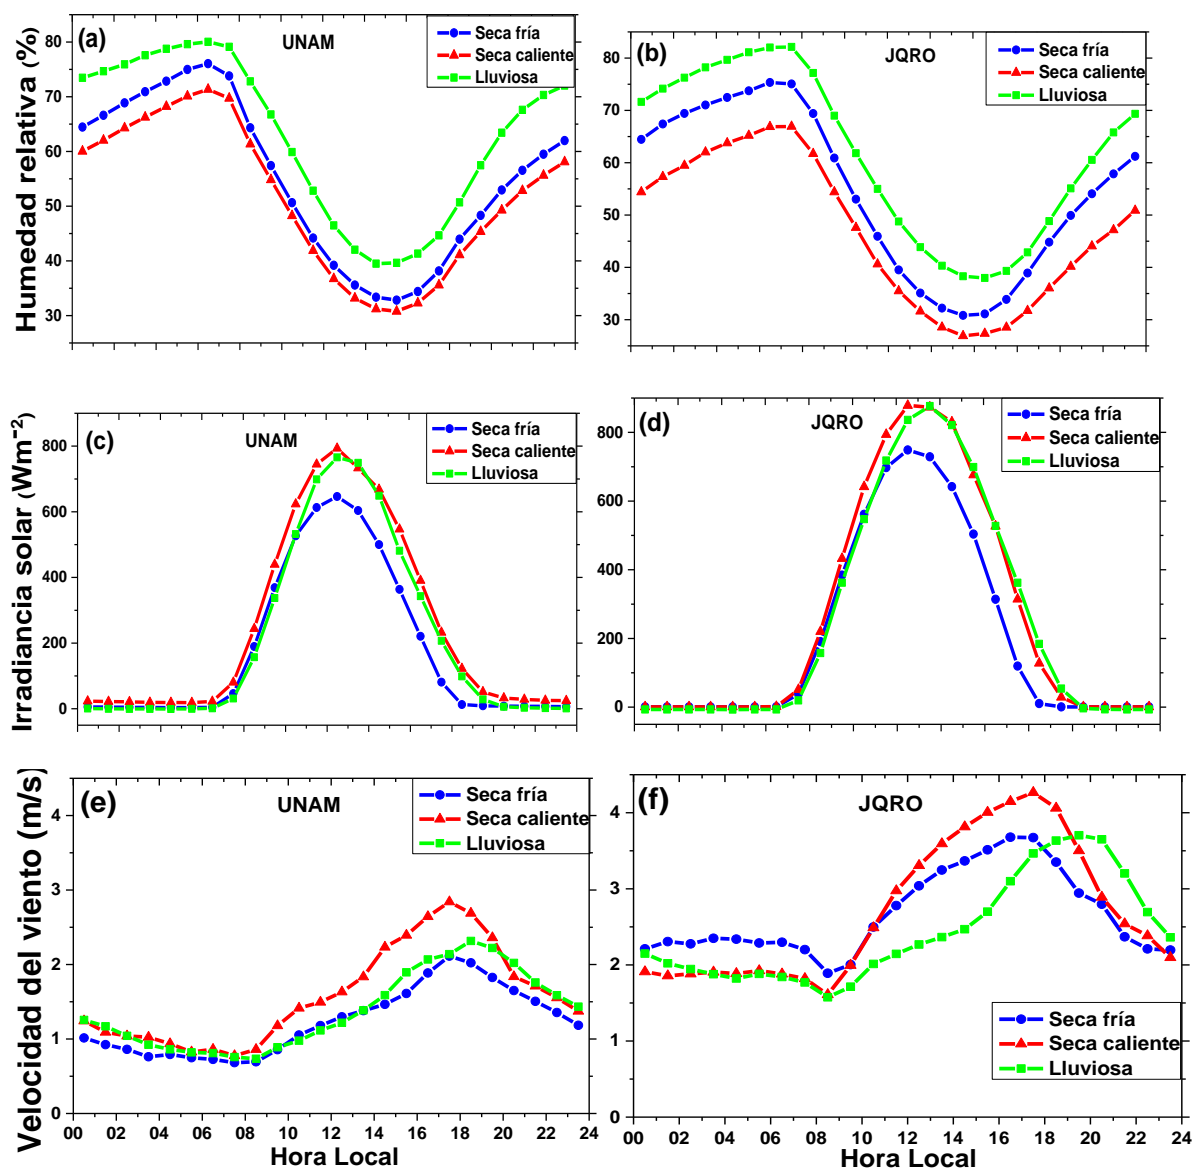 (a)
UNAM
Seca fría
Seca caliente
Lluviosa
Humedad relativa (%)
80
70
60
50
40
30
(b)
JQRO
Seca fría
Seca caliente
Lluviosa
80
70
60
50
40
30
(c)
UNAM
Seca fría
Seca caliente
Lluviosa
Irradiancia solar (Wm⁻²)
800
600
400
200
0
(d)
JQRO
Seca fría
Seca caliente
Lluviosa
800
600
400
200
0
(e)
UNAM
Seca fría
Seca caliente
Lluviosa
Velocidad del viento (m/s)
4
3
2
1
0
00 02 04 06 08 10 12 14 16 18 20 22 24
Hora Local
(f)
JQRO
Seca fría
Seca caliente
Lluviosa
4
3
2
1
0
00 02 04 06 08 10 12 14 16 18 20 22 24
Hora Local